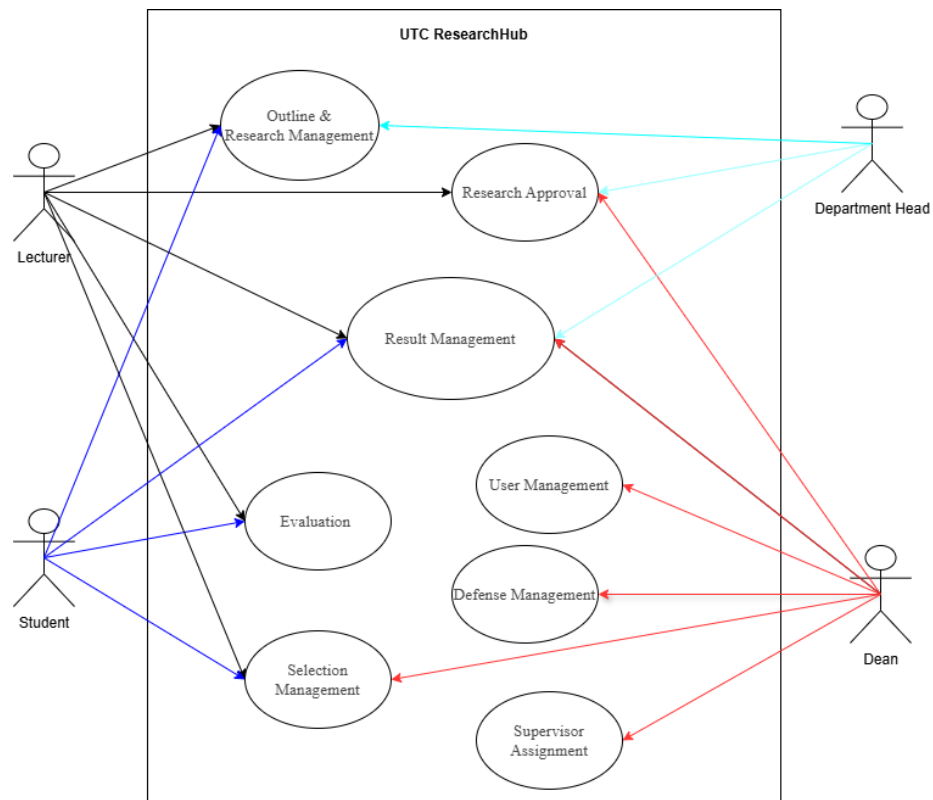 UTC ResearchHub
Outline &
Research Management
Research Approval
Department Head
Lecturer
Result Management
User Management
Evaluation
Defense Management
Student
Dean
Selection
Management
Supervisor
Assignment